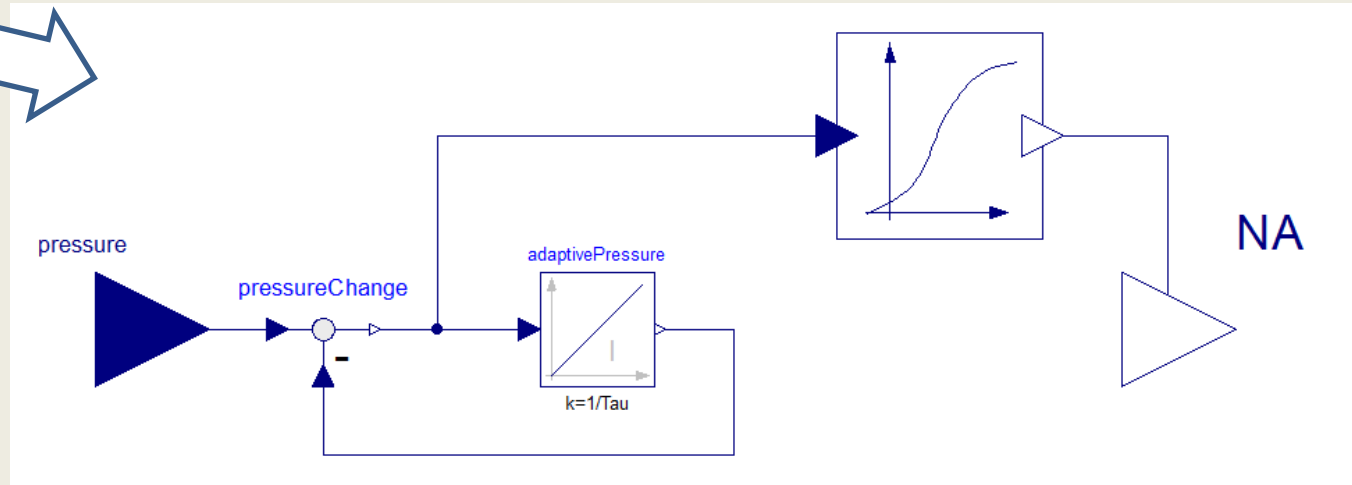 NA
pressure
adaptivePressure
pressureChange
-
I
k=1/Tau